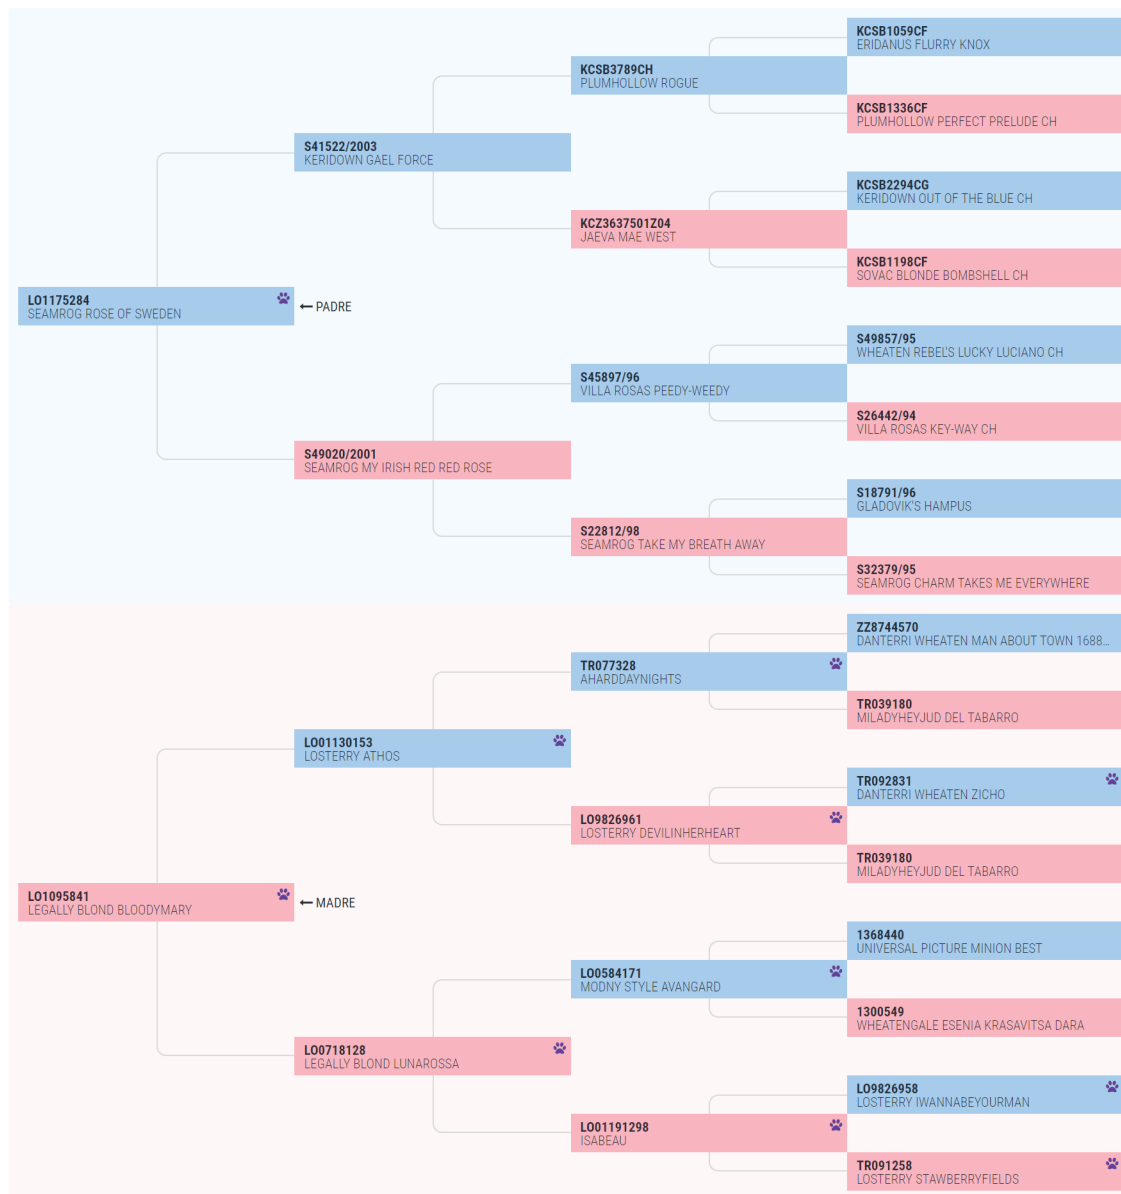 KCSB1059CF
ERIDANUS FLURRY KNOX
KCSB3789CH
PLUMHOLLOW ROGUE
KCSB1336CF
PLUMHOLLOW PERFECT PRELUDE CH
S41522/2003
KERIDOWN GAEL FORCE
KCSB2294CG
KERIDOWN OUT OF THE BLUE CH
KCZ3637501Z04
JAEVA MAE WEST
KCSB1198CF
SOVAC BLONDE BOMBSHELL CH
LO1175284
SEAMROG ROSE OF SWEDEN
← PADRE
S49857/95
WHEATEN REBEL'S LUCKY LUCIANO CH
S45897/96
VILLA ROSAS PEEDY-WEEDY
S26442/94
VILLA ROSAS KEY-WAY CH
S49020/2001
SEAMROG MY IRISH RED RED ROSE
S18791/96
GLADOVIK'S HAMPUS
S22812/98
SEAMROG TAKE MY BREATH AWAY
S32379/95
SEAMROG CHARM TAKES ME EVERYWHERE
ZZ8744570
DANTERRI WHEATEN MAN ABOUT TOWN 1688...
TR077328
AHARDDAYNIGHTS
TR039180
MILADYHEYJUD DEL TABARRO
LO01130153
LOSTERRY ATHOS
TR092831
DANTERRI WHEATEN ZICHO
LO9826961
LOSTERRY DEVILINHERHEART
TR039180
MILADYHEYJUD DEL TABARRO
LO1095841
LEGALLY BLOND BLOODYMARY
← MADRE
1368440
UNIVERSAL PICTURE MINION BEST
LO0584171
MODNY STYLE AVANGARD
1300549
WHEATENGALE ESENIA KRASAVITSA DARA
LO0718128
LEGALLY BLOND LUNAROSSA
LO9826958
LOSTERRY IWANNABEYOURMAN
LO01191298
ISABEAU
TR091258
LOSTERRY STAWBERRYFIELDS